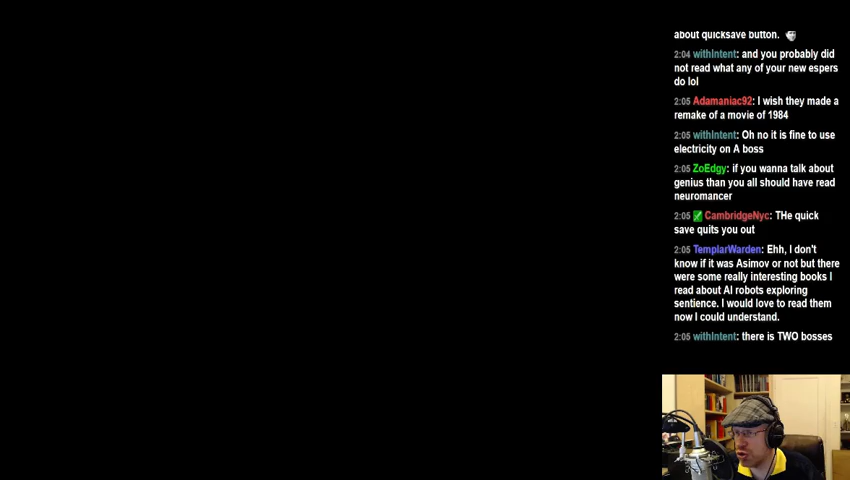 about quicksave button.
2:04 withIntent: and you probably did
not read what any of your new espers
do lol
2:05 Adamaniac92: I wish they made a
remake of a movie of 1984
2:05 withIntent: Oh no it is fine to use
electricity on A boss
2:05 ZoEdgy: if you wanna talk about
genius than you all should have read
neuromancer
2:05 CambridgeNyc: THe quick
save quits you out
2:05 TemplarWarden: Ehh, I don't
know if it was Asimov or not but there
were some really interesting books I
read about AI robots exploring
sentience. I would love to read them
now I could understand.
2:05 withIntent: there is TWO bosses